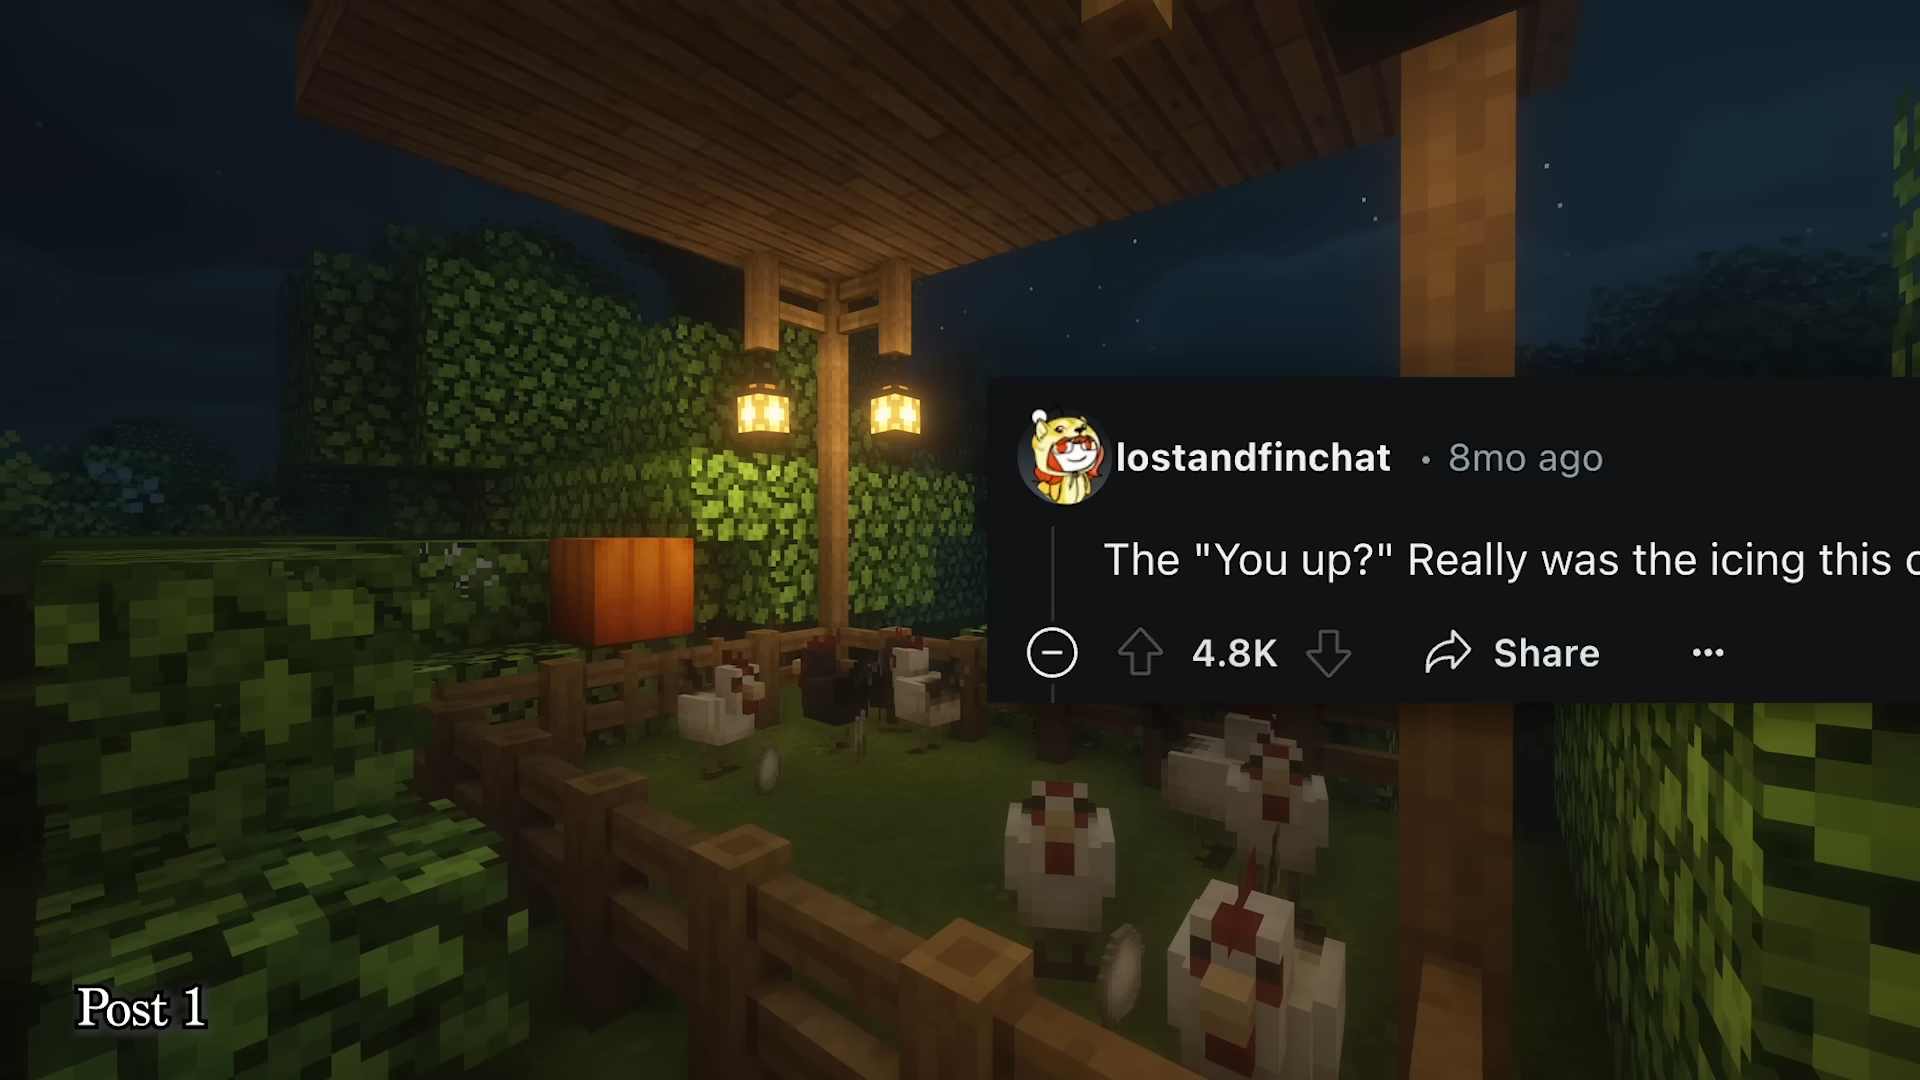 lostandfinchat • 8mo ago
The "You up?" Really was the icing this
4.8K Share ...
Post 1